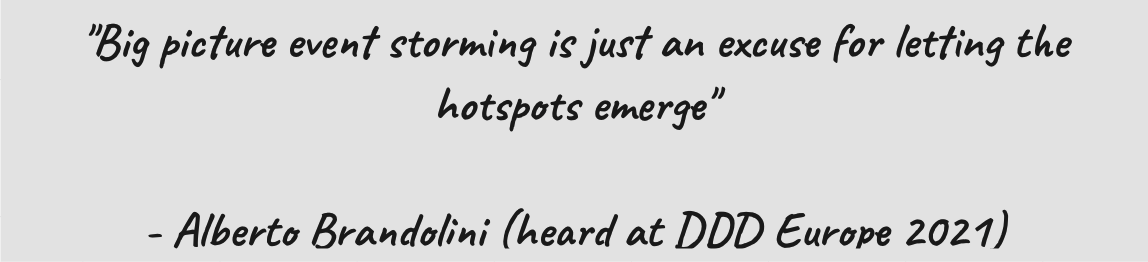 "Big picture event storming is just an excuse for letting the
hotspots emerge"
- Alberto Brandolini (heard at DDD Europe 2021)